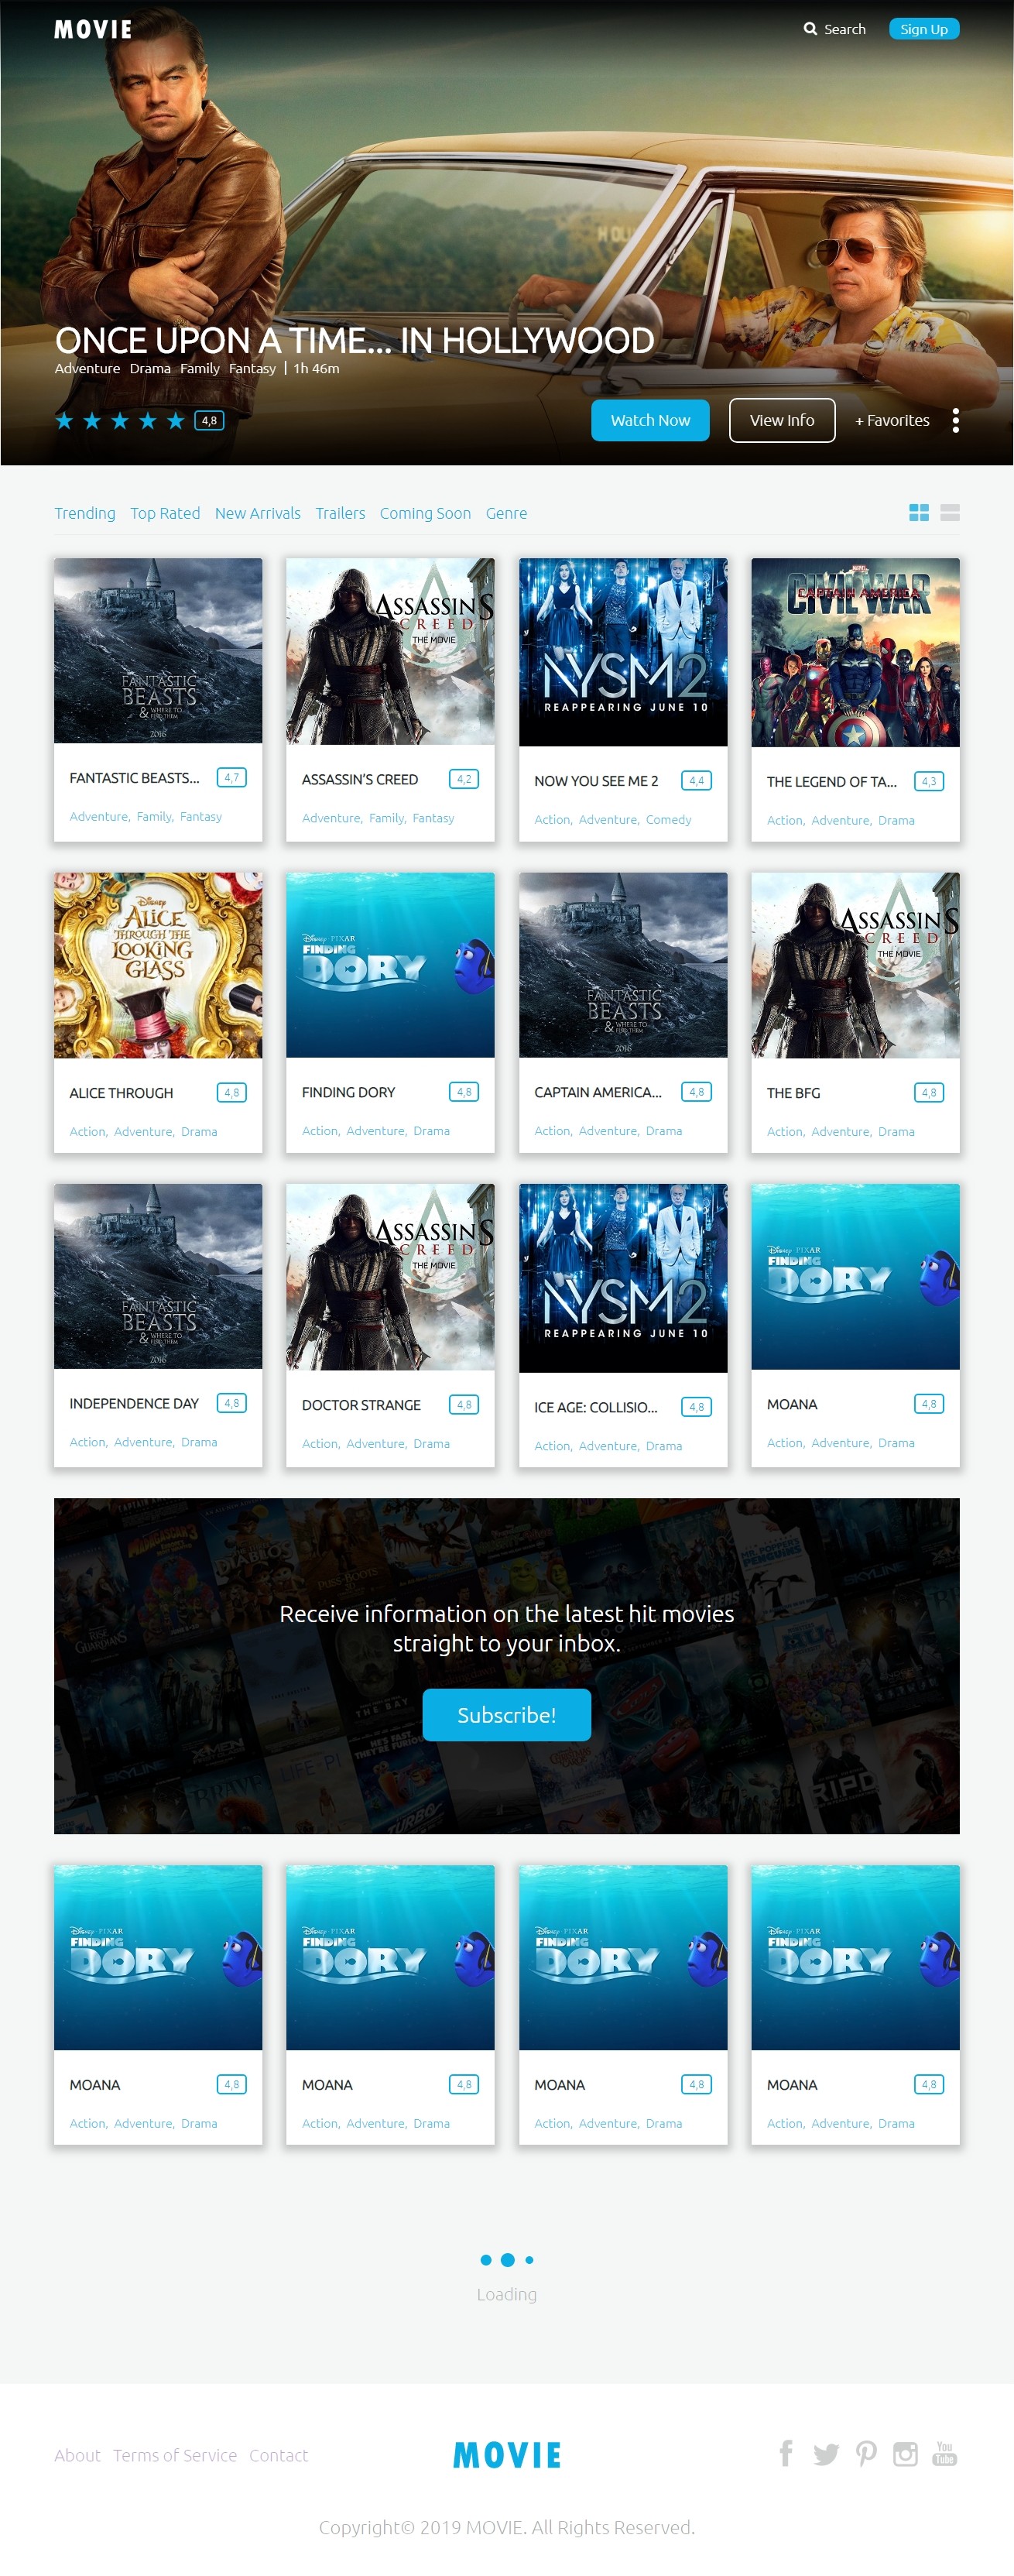 MOVIE
Search
Sign Up
HOLL
ONCE UPON A TIME... IN HOLLYWOOD
Adventure Drama Family Fantasy | 1h 46m
4,8
Watch Now
View Info
+ Favorites
Trending Top Rated New Arrivals Trailers Coming Soon Genre
FANTASTIC
BEASTS
& WHERE TO
FIND THEM
2016
ASSASSIN'S
CREED
THE MOVIE
NYSM2
REAPPEARING JUNE 10
MARVEL
CAPTAIN AMERICA
CIVIL WAR
FANTASTIC BEASTS... 4,7
Adventure, Family, Fantasy
ASSASSIN'S CREED 4,2
Adventure, Family, Fantasy
NOW YOU SEE ME 2 4,4
Action, Adventure, Comedy
THE LEGEND OF TA... 4,3
Action, Adventure, Drama
Disney
ALICE
THROUGH THE
LOOKING
GLASS
Disney PIXAR
FINDING
DORY
FANTASTIC
BEASTS
& WHERE TO
FIND THEM
2016
ASSASSIN'S
CREED
THE MOVIE
ALICE THROUGH 4,8
Action, Adventure, Drama
FINDING DORY 4,8
Action, Adventure, Drama
CAPTAIN AMERICA... 4,8
Action, Adventure, Drama
THE BFG 4,8
Action, Adventure, Drama
FANTASTIC
BEASTS
& WHERE TO
FIND THEM
2016
ASSASSIN'S
CREED
THE MOVIE
NYSM2
REAPPEARING JUNE 10
Disney PIXAR
FINDING
DORY
INDEPENDENCE DAY 4,8
Action, Adventure, Drama
DOCTOR STRANGE 4,8
Action, Adventure, Drama
ICE AGE: COLLISIO... 4,8
Action, Adventure, Drama
MOANA 4,8
Action, Adventure, Drama
Receive information on the latest hit movies
straight to your inbox.
Subscribe!
Disney PIXAR
FINDING
DORY
Disney PIXAR
FINDING
DORY
Disney PIXAR
FINDING
DORY
Disney PIXAR
FINDING
DORY
MOANA 4,8
Action, Adventure, Drama
MOANA 4,8
Action, Adventure, Drama
MOANA 4,8
Action, Adventure, Drama
MOANA 4,8
Action, Adventure, Drama
Loading
About Terms of Service Contact
MOVIE
You
Tube
Copyright© 2019 MOVIE. All Rights Reserved.